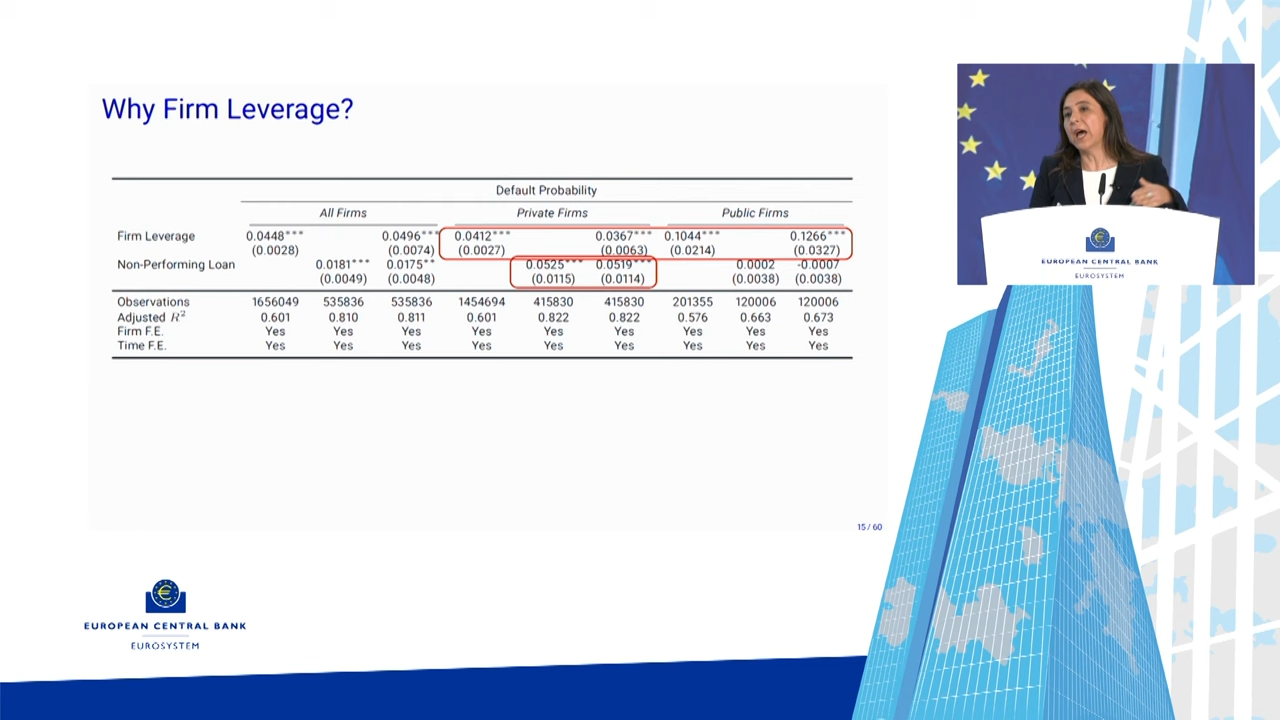 Why Firm Leverage?
Default Probability
All Firms Private Firms Public Firms
Firm Leverage 0.0448*** 0.0496*** 0.0412*** 0.0367*** 0.1044*** 0.1266***
(0.0028) (0.0074) (0.0027) (0.0063) (0.0214) (0.0327)
Non-Performing Loan 0.0181*** 0.0175** 0.0525*** 0.0519*** 0.0002 -0.0007
(0.0049) (0.0048) (0.0115) (0.0114) (0.0038) (0.0038)
Observations 1656049 535836 535836 1454694 415830 415830 201355 120006 120006
Adjusted R² 0.601 0.810 0.811 0.601 0.822 0.822 0.576 0.663 0.673
Firm F.E. Yes Yes Yes Yes Yes Yes Yes Yes Yes
Time F.E. Yes Yes Yes Yes Yes Yes Yes Yes Yes
15 / 60
EUROPEAN CENTRAL BANK
EUROSYSTEM
EUROPEAN CENTRAL BANK
EUROSYSTEM